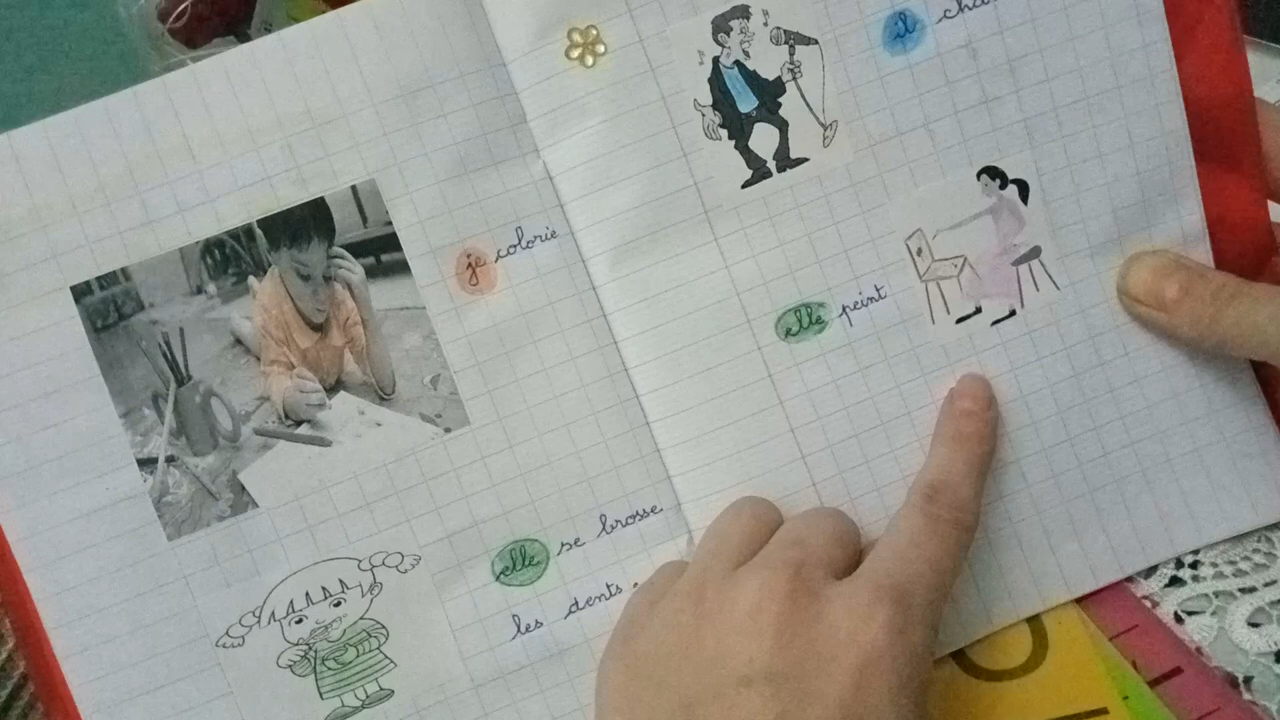 je colorie
elle se brosse
les dents.
il
elle peint